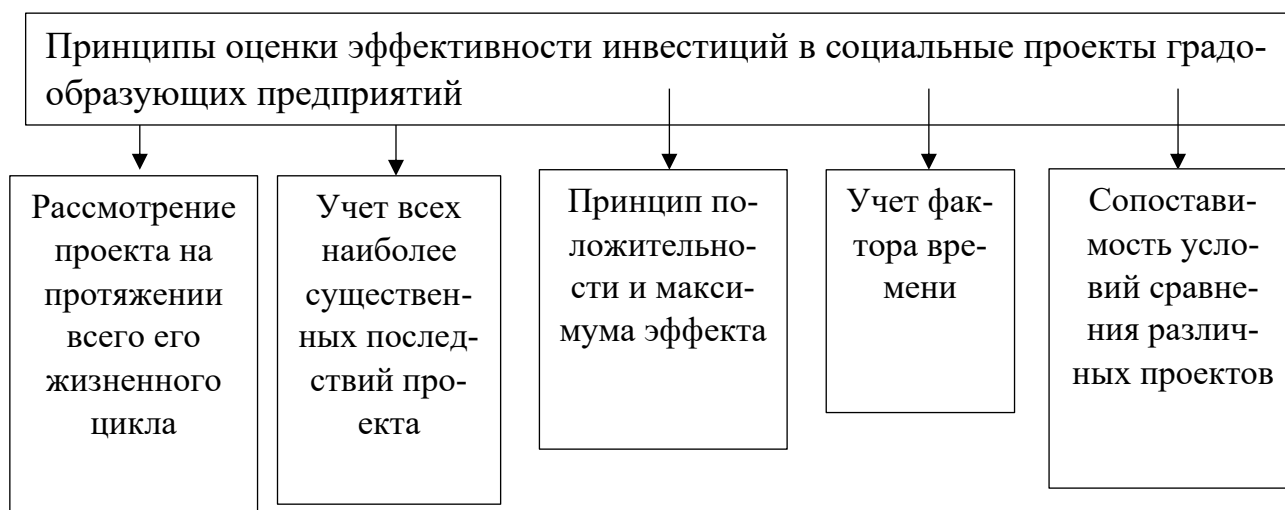 Принципы оценки эффективности инвестиций в социальные проекты градо-
образующих предприятий
Рассмотрение
проекта на
протяжении
всего его
жизненного
цикла
Учет всех
наиболее
существен-
ных послед-
ствий про-
екта
Принцип по-
ложительно-
сти и макси-
мума эффекта
Учет фак-
тора вре-
мени
Сопостави-
мость усло-
вий сравне-
ния различ-
ных проектов